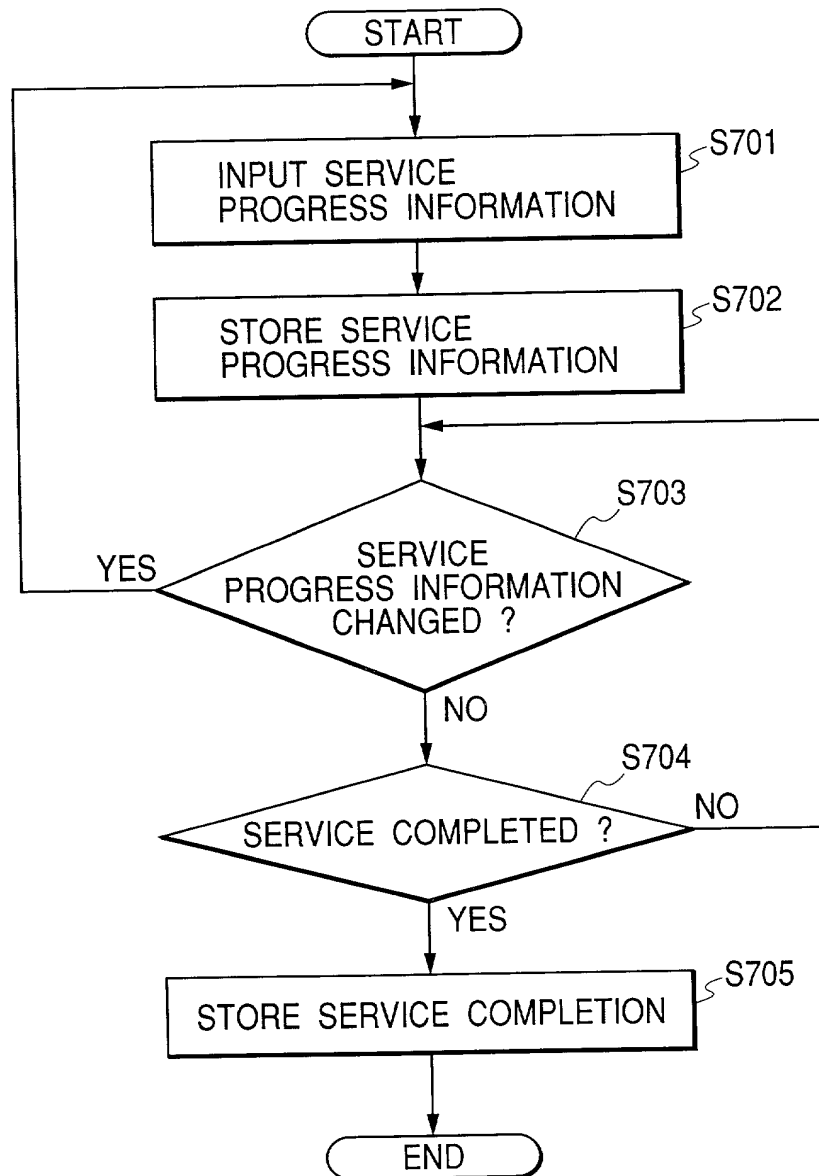 START
S701
INPUT SERVICE
PROGRESS INFORMATION
S702
STORE SERVICE
PROGRESS INFORMATION
S703
YES
SERVICE
PROGRESS INFORMATION
CHANGED ?
NO
S704
NO
SERVICE COMPLETED ?
YES
S705
STORE SERVICE COMPLETION
END